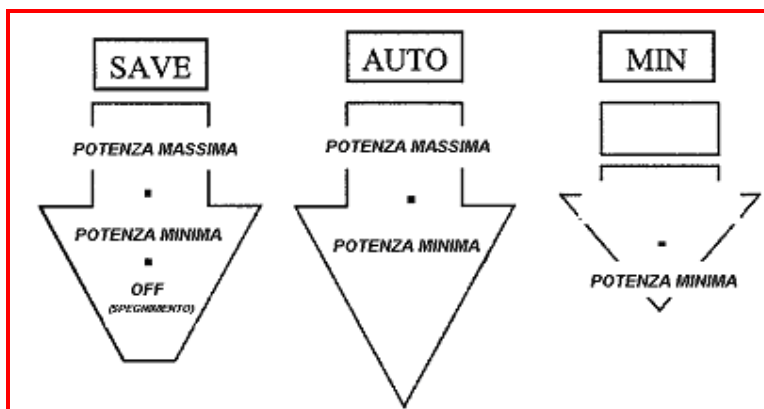 SAVE
POTENZA MASSIMA
POTENZA MINIMA
OFF
(SPEGNIMENTO)
AUTO
POTENZA MASSIMA
POTENZA MINIMA
MIN
POTENZA MINIMA